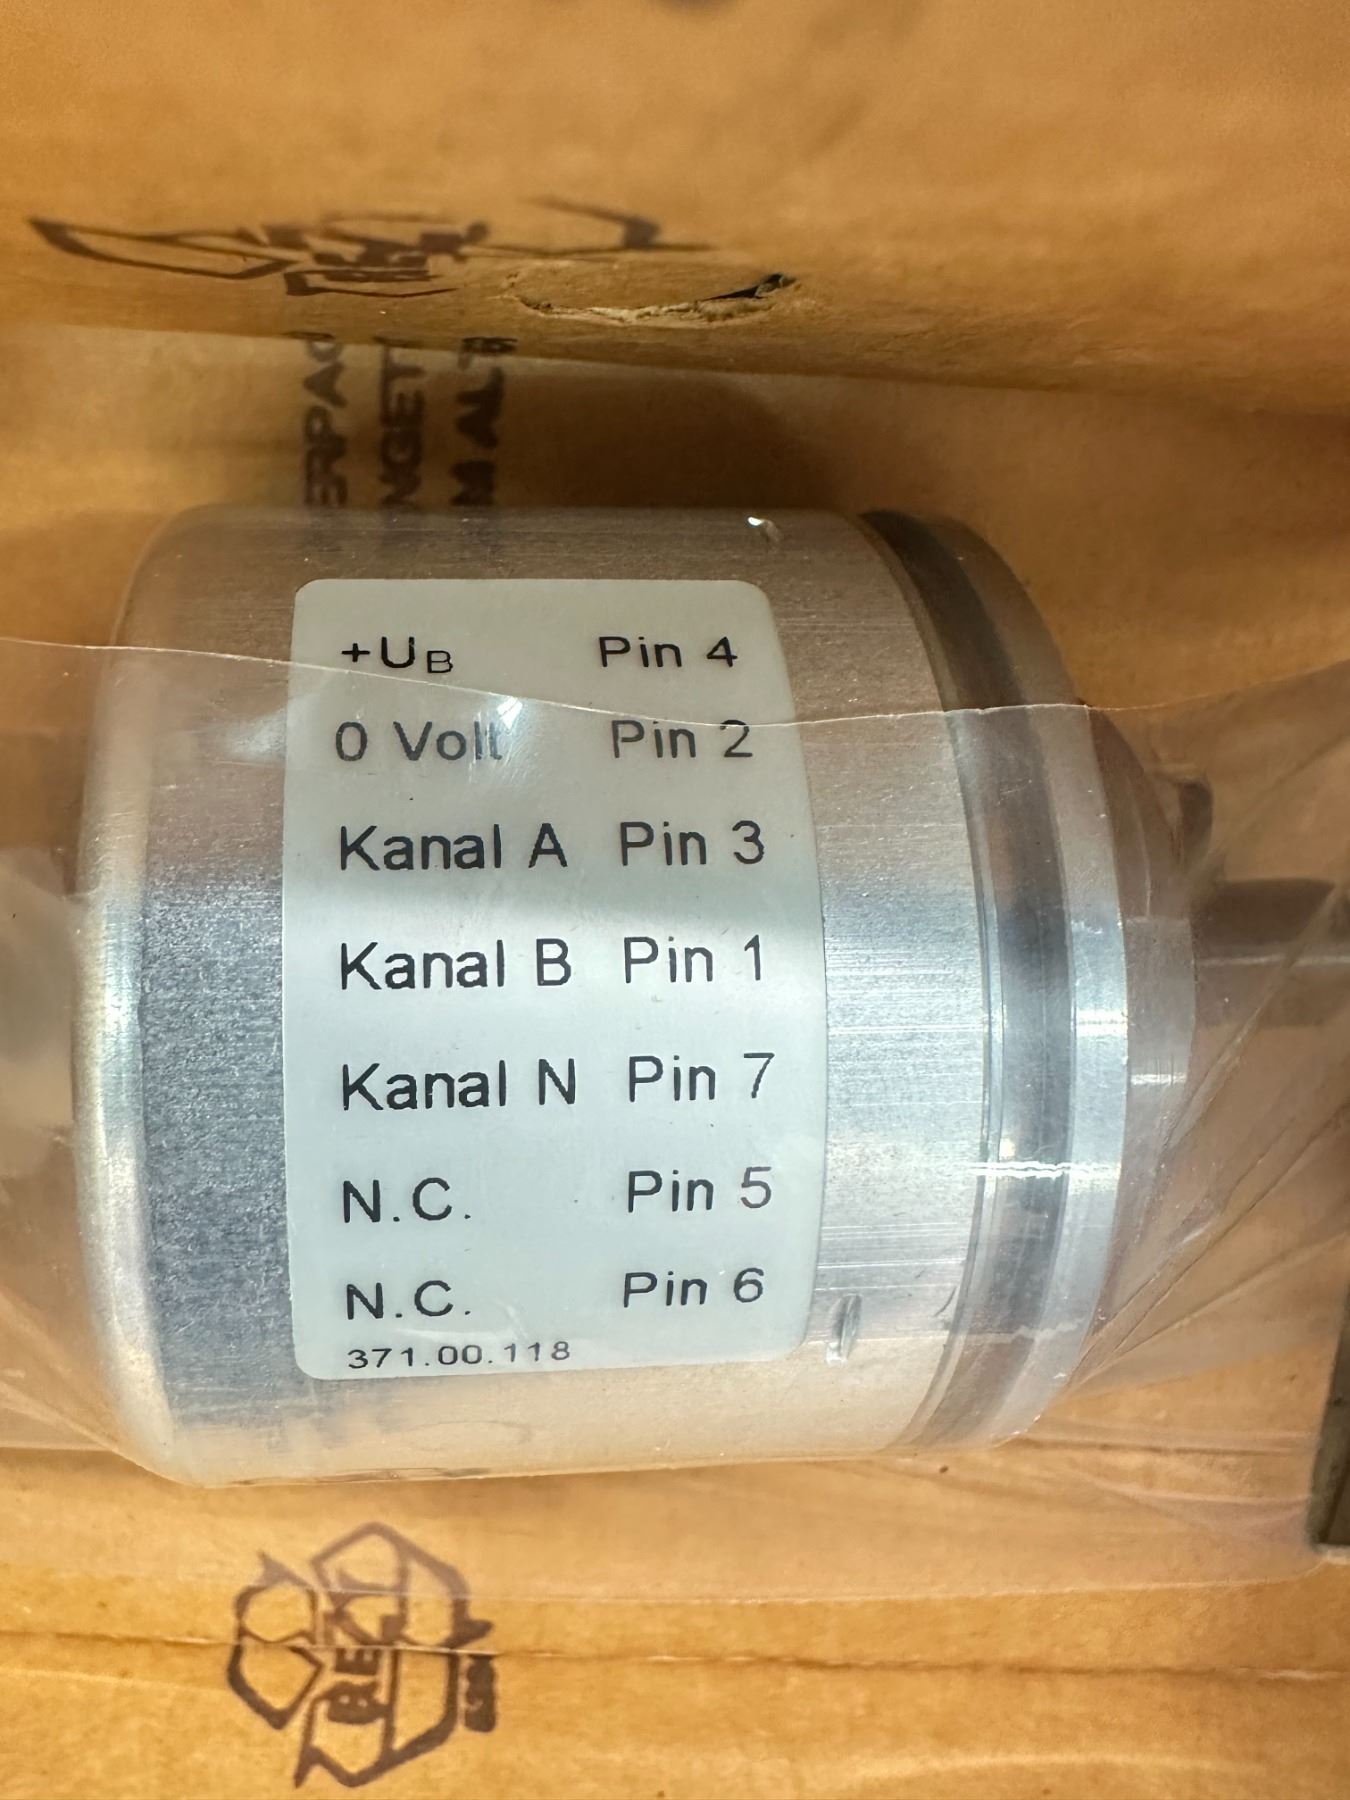 +UB Pin 4
0 Volt Pin 2
Kanal A Pin 3
Kanal B Pin 1
Kanal N Pin 7
N.C. Pin 5
N.C. Pin 6
371.00.118